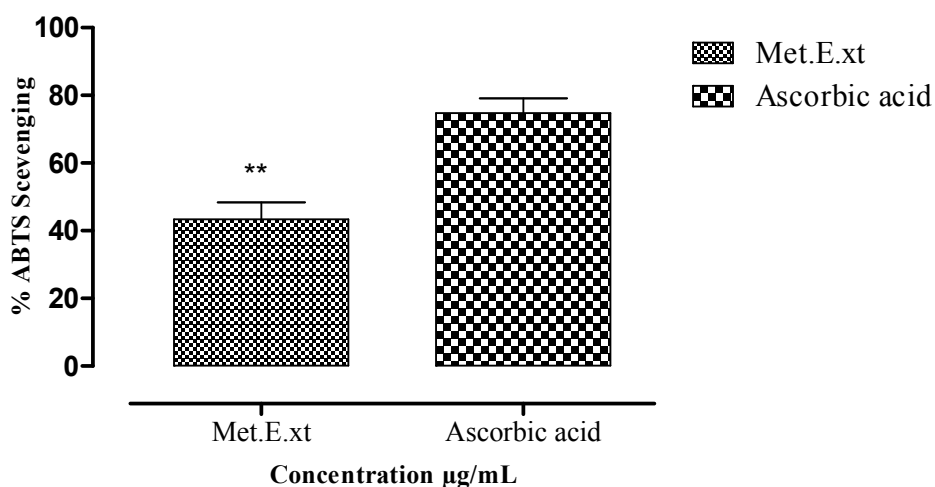 % ABTS Scevenging
100
80
60
40
20
0
**
Met.E.xt
Ascorbic acid
Met.E.xt
Ascorbic acid
Concentration µg/mL